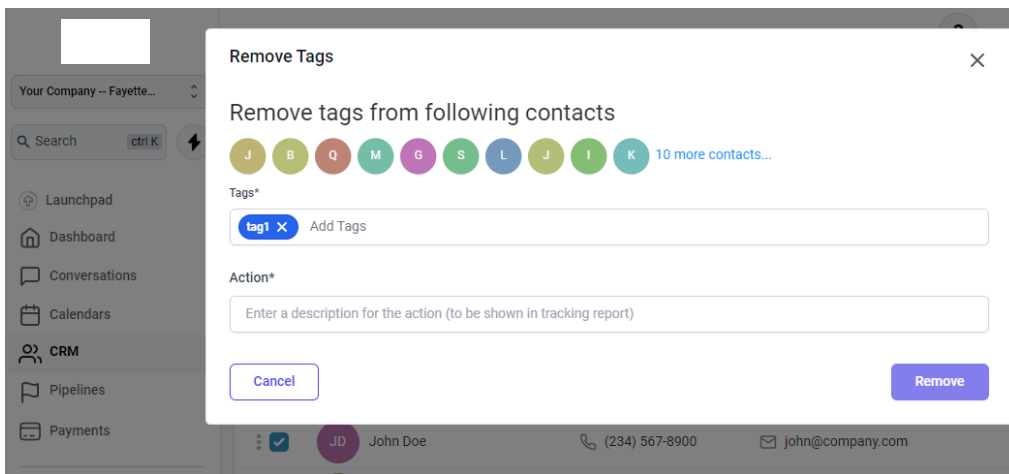 Remove Tags
Your Company -- Fayette...
Search
ctrl K
Launchpad
Dashboard
Conversations
Calendars
CRM
Pipelines
Payments
Remove tags from following contacts
J B Q M G S L J I K 10 more contacts...
Tags*
tag1 Add Tags
Action*
Enter a description for the action (to be shown in tracking report)
Cancel
Remove
JD John Doe (234) 567-8900 john@company.com